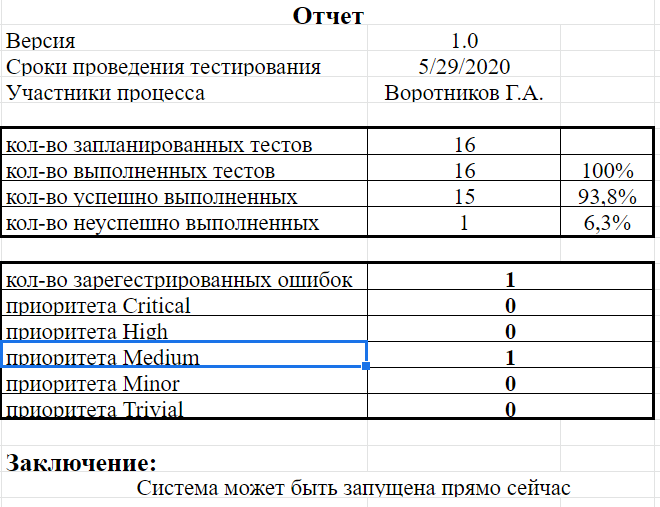 Отчет
Версия 1.0
Сроки проведения тестирования 5/29/2020
Участники процесса Воротников Г.А.
кол-во запланированных тестов 16
кол-во выполненных тестов 16 100%
кол-во успешно выполненных 15 93,8%
кол-во неуспешно выполненных 1 6,3%
кол-во зарегестрированных ошибок 1
приоритета Critical 0
приоритета High 0
приоритета Medium 1
приоритета Minor 0
приоритета Trivial 0
Заключение:
Система может быть запущена прямо сейчас